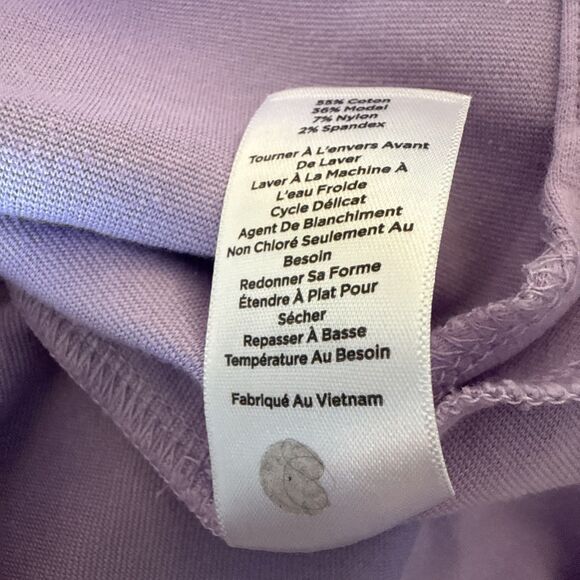 55% Coton
36% Modal
7% Nylon
2% Spandex
Tourner À L'envers Avant
De Laver
Laver À La Machine À
L'eau Froide
Cycle Délicat
Agent De Blanchiment
Non Chloré Seulement Au
Besoin
Redonner Sa Forme
Étendre À Plat Pour
Sécher
Repasser À Basse
Température Au Besoin
Fabriqué Au Vietnam